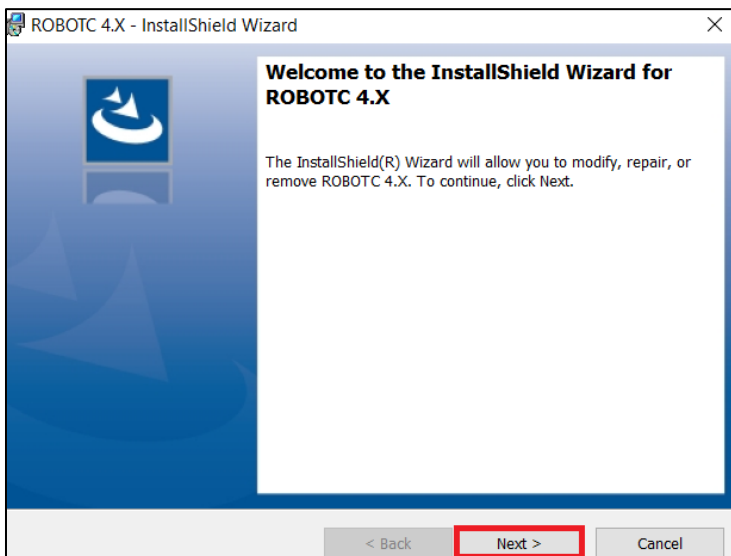 ROBOTC 4.X - InstallShield Wizard
Welcome to the InstallShield Wizard for
ROBOTC 4.X
The InstallShield(R) Wizard will allow you to modify, repair, or
remove ROBOTC 4.X. To continue, click Next.
< Back
Next >
Cancel